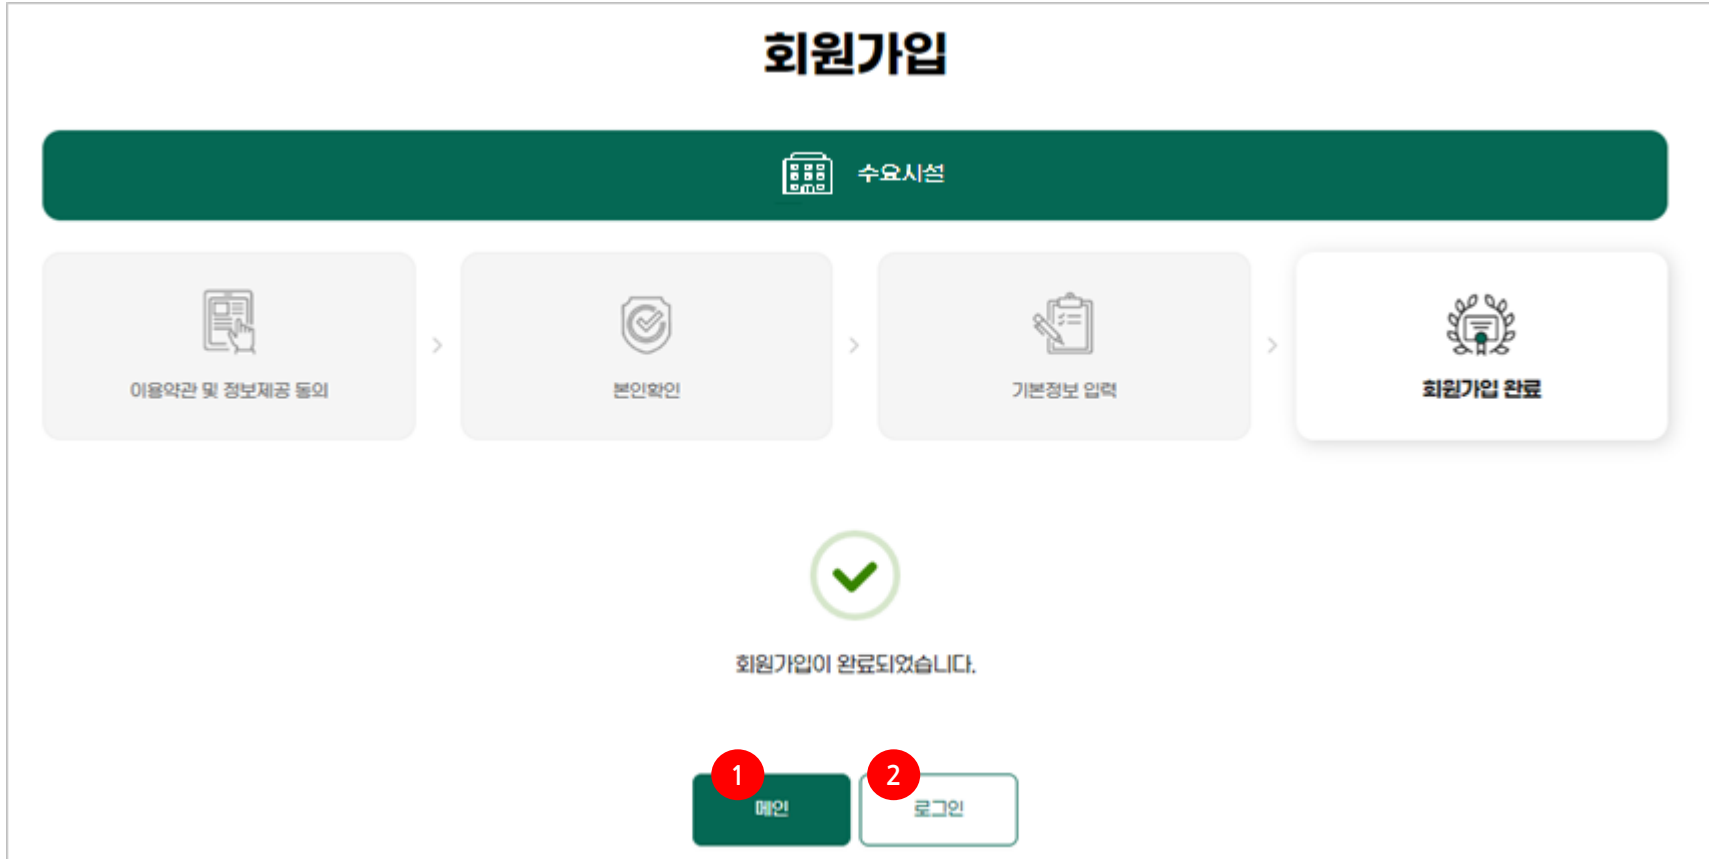 회원가입
수요시설
이용약관 및 정보제공 동의
본인확인
기본정보 입력
회원가입 완료
회원가입이 완료되었습니다.
1
메인
2
로그인